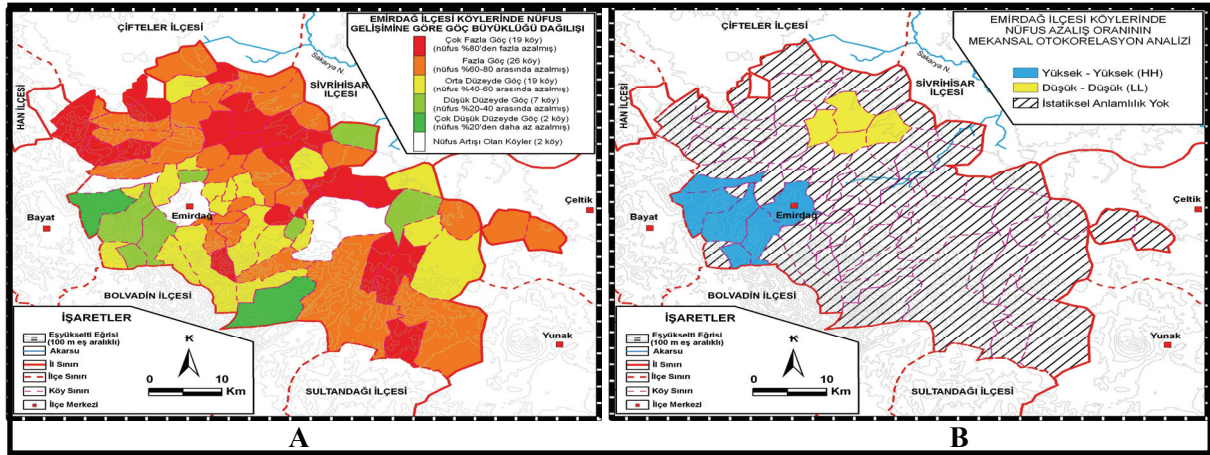 EMİRDAĞ İLÇESİ KÖYLERİNDE NÜFUS
GELİŞİMİNE GÖRE GÖÇ BÜYÜKLÜĞÜ DAĞILIŞI
Çok Fazla Göç (19 köy)
(nüfus %80'den fazla azalmış)
Fazla Göç (26 köy)
(nüfus %60-80 arasında azalmış)
Orta Düzeyde Göç (19 köy)
(nüfus %40-60 arasında azalmış)
Düşük Düzeyde Göç (7 köy)
(nüfus %20-40 arasında azalmış)
Çok Düşük Düzeyde Göç (2 köy)
(nüfus %20'den daha az azalmış)
Nüfus Artışı Olan Köyler (2 köy)
ÇİFTELER İLÇESİ
Sakarya N.
SİVRİHİSAR
İLÇESİ
HAN İLÇESİ
Bayat
Emirdağ
Çeltik
BOLVADİN İLÇESİ
Yunak
SULTANDAĞI İLÇESİ
İŞARETLER
Eşyükselti Eğrisi
(100 m eş aralıklı)
Akarsu
İl Sınırı
İlçe Sınırı
Köy Sınırı
İlçe Merkezi
K
0 10
Km
A
EMİRDAĞ İLÇESİ KÖYLERİNDE
NÜFUS AZALIŞ ORANININ
MEKANSAL OTOKORELASYON ANALİZİ
Yüksek - Yüksek (HH)
Düşük - Düşük (LL)
İstatiksel Anlamlılık Yok
ÇİFTELER İLÇESİ
Sakarya N.
SİVRİHİSAR
İLÇESİ
HAN İLÇESİ
Bayat
Emirdağ
Çeltik
BOLVADİN İLÇESİ
Yunak
SULTANDAĞI İLÇESİ
İŞARETLER
Eşyükselti Eğrisi
(100 m eş aralıklı)
Akarsu
İl Sınırı
İlçe Sınırı
Köy Sınırı
İlçe Merkezi
K
0 10
Km
B